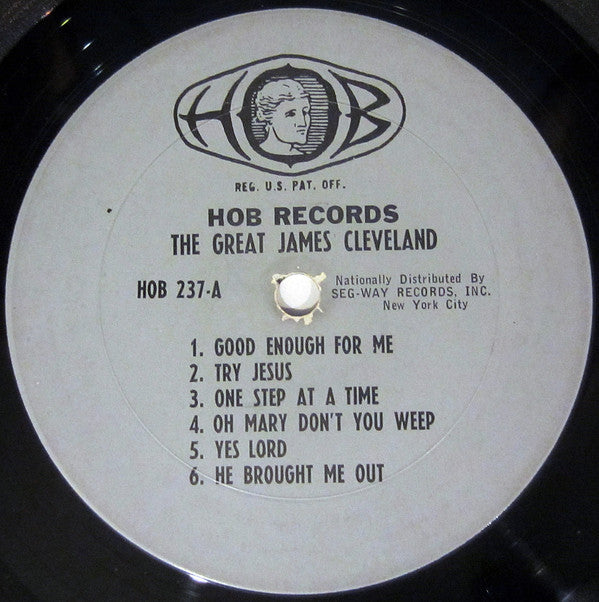 HOB
REG. U.S. PAT. OFF.
HOB RECORDS
THE GREAT JAMES CLEVELAND
HOB 237-A
Nationally Distributed By
SEG-WAY RECORDS, INC.
New York City
1. GOOD ENOUGH FOR ME
2. TRY JESUS
3. ONE STEP AT A TIME
4. OH MARY DON'T YOU WEEP
5. YES LORD
6. HE BROUGHT ME OUT